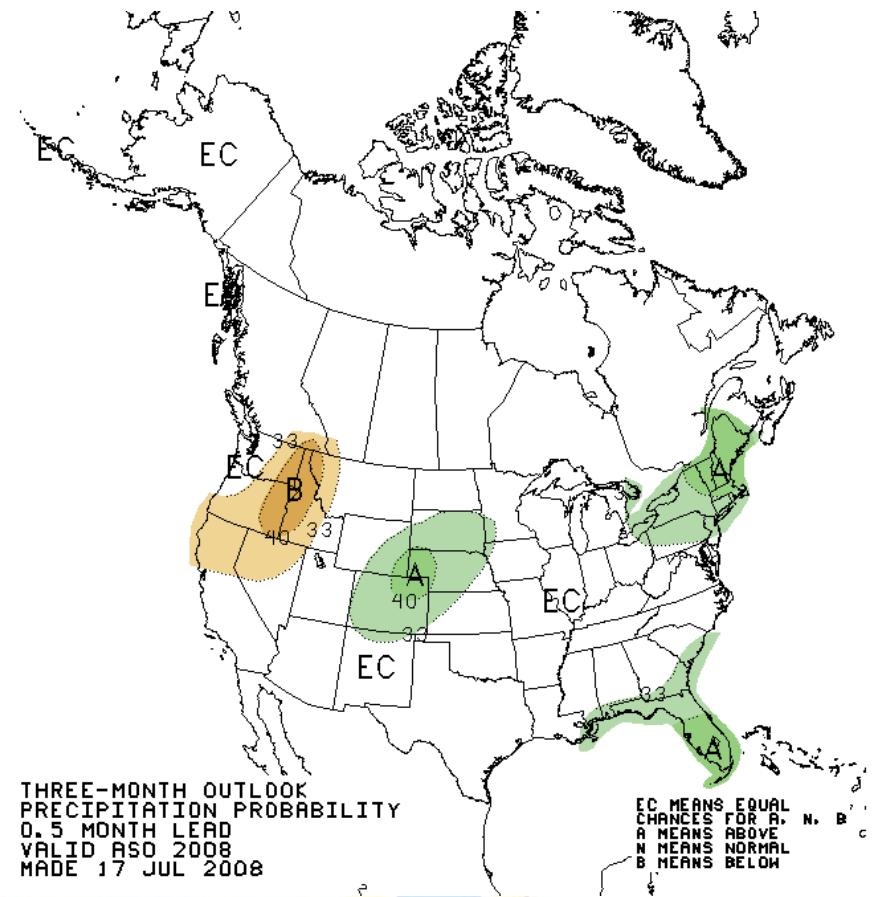 EC
EC
E
33
EC
B
33
40
A
40
33
EC
EC
A
33
A
THREE-MONTH OUTLOOK
PRECIPITATION PROBABILITY
0.5 MONTH LEAD
VALID ASO 2008
MADE 17 JUL 2008
EC MEANS EQUAL
CHANCES FOR A, N, B
A MEANS ABOVE
N MEANS NORMAL
B MEANS BELOW